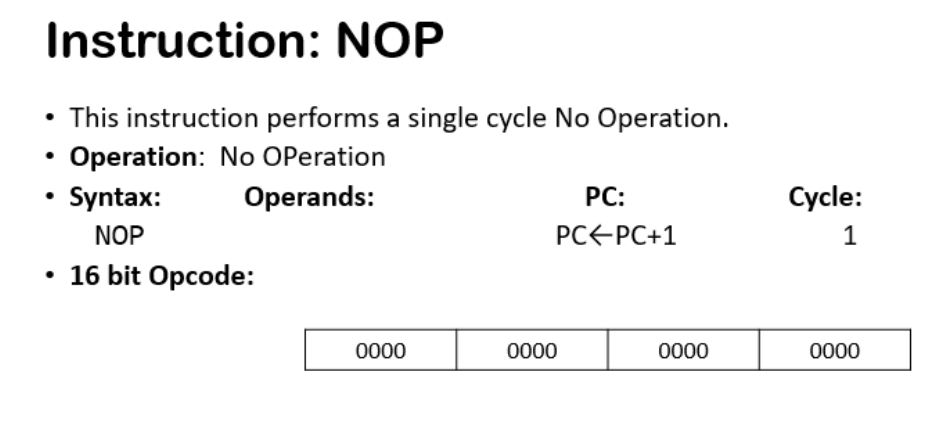 Instruction: NOP
• This instruction performs a single cycle No Operation.
• Operation: No OPeration
• Syntax: Operands: PC: Cycle:
NOP PC←PC+1 1
• 16 bit Opcode:
0000 0000 0000 0000